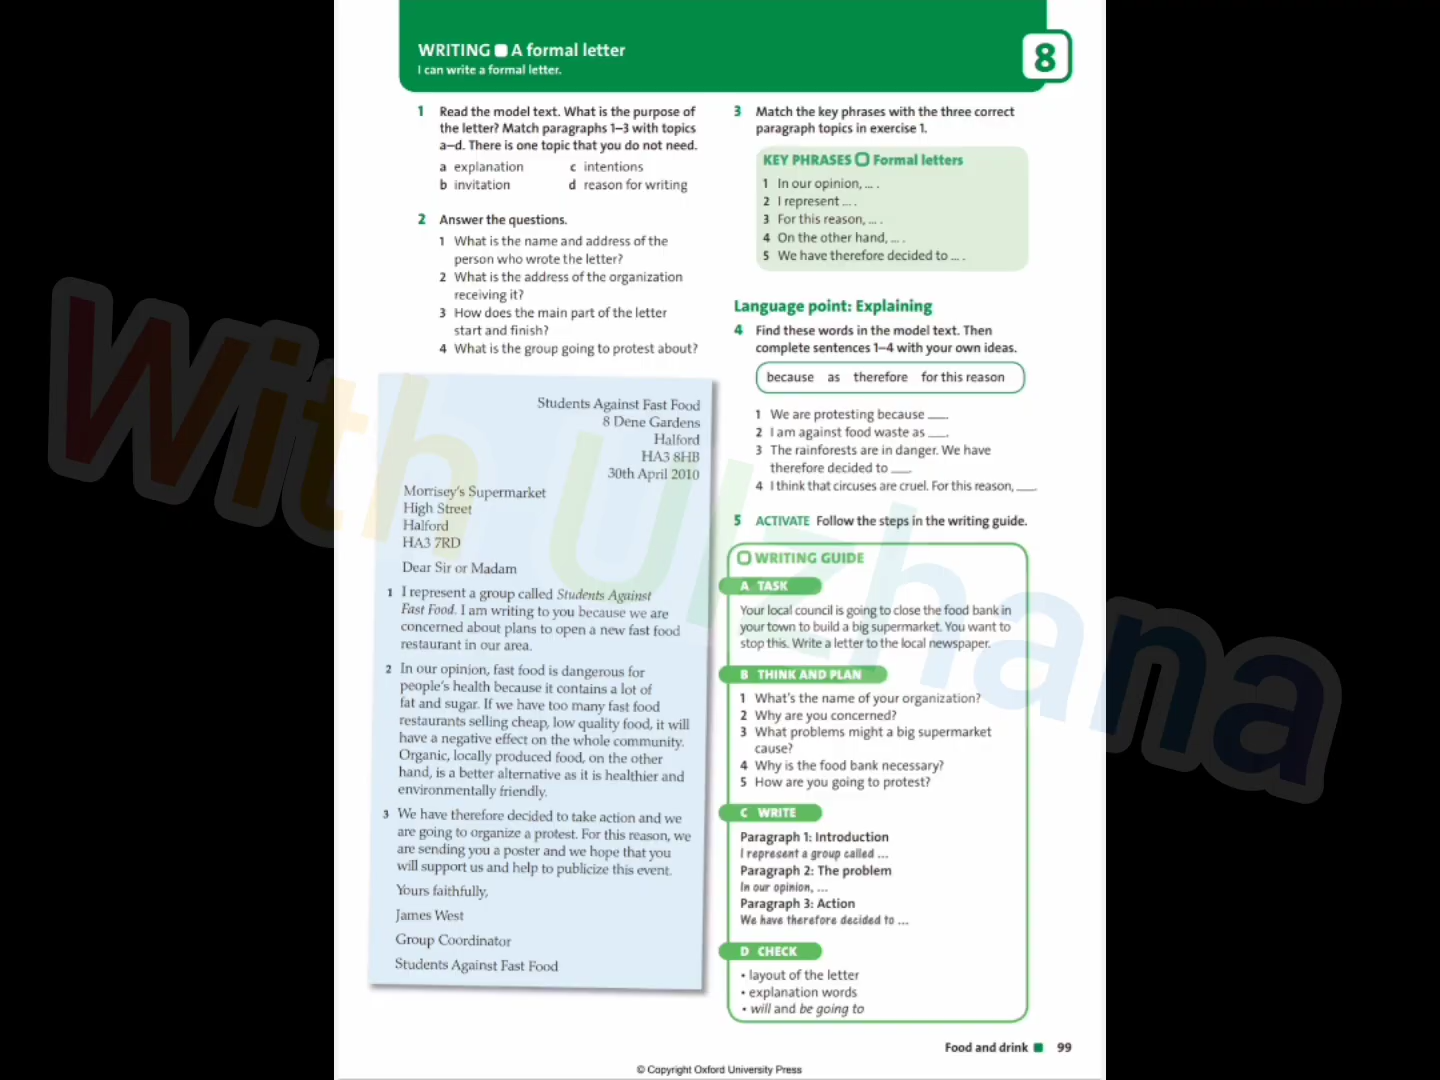 WRITING A formal letter
I can write a formal letter.
8
1 Read the model text. What is the purpose of
the letter? Match paragraphs 1–3 with topics
a–d. There is one topic that you do not need.
a explanation c intentions
b invitation d reason for writing
2 Answer the questions.
1 What is the name and address of the
person who wrote the letter?
2 What is the address of the organization
receiving it?
3 How does the main part of the letter
start and finish?
4 What is the group going to protest about?
Students Against Fast Food
8 Dene Gardens
Halford
HA3 8HB
30th April 2010
Morrisey's Supermarket
High Street
Halford
HA3 7RD
Dear Sir or Madam
1 I represent a group called Students Against
Fast Food. I am writing to you because we are
concerned about plans to open a new fast food
restaurant in our area.
2 In our opinion, fast food is dangerous for
people's health because it contains a lot of
fat and sugar. If we have too many fast food
restaurants selling cheap, low quality food, it will
have a negative effect on the whole community.
Organic, locally produced food, on the other
hand, is a better alternative as it is healthier and
environmentally friendly.
3 We have therefore decided to take action and we
are going to organize a protest. For this reason, we
are sending you a poster and we hope that you
will support us and help to publicize this event.
Yours faithfully,
James West
Group Coordinator
Students Against Fast Food
3 Match the key phrases with the three correct
paragraph topics in exercise 1.
KEY PHRASES Formal letters
1 In our opinion, ... .
2 I represent ... .
3 For this reason, ... .
4 On the other hand, ... .
5 We have therefore decided to ... .
Language point: Explaining
4 Find these words in the model text. Then
complete sentences 1–4 with your own ideas.
because as therefore for this reason
1 We are protesting because ___.
2 I am against food waste as ___.
3 The rainforests are in danger. We have
therefore decided to ___.
4 I think that circuses are cruel. For this reason, ___.
5 ACTIVATE Follow the steps in the writing guide.
WRITING GUIDE
A TASK
Your local council is going to close the food bank in
your town to build a big supermarket. You want to
stop this. Write a letter to the local newspaper.
B THINK AND PLAN
1 What's the name of your organization?
2 Why are you concerned?
3 What problems might a big supermarket
cause?
4 Why is the food bank necessary?
5 How are you going to protest?
C WRITE
Paragraph 1: Introduction
I represent a group called ...
Paragraph 2: The problem
In our opinion, ...
Paragraph 3: Action
We have therefore decided to ...
D CHECK
• layout of the letter
• explanation words
• will and be going to
Food and drink 99
© Copyright Oxford University Press
With Ulzhana